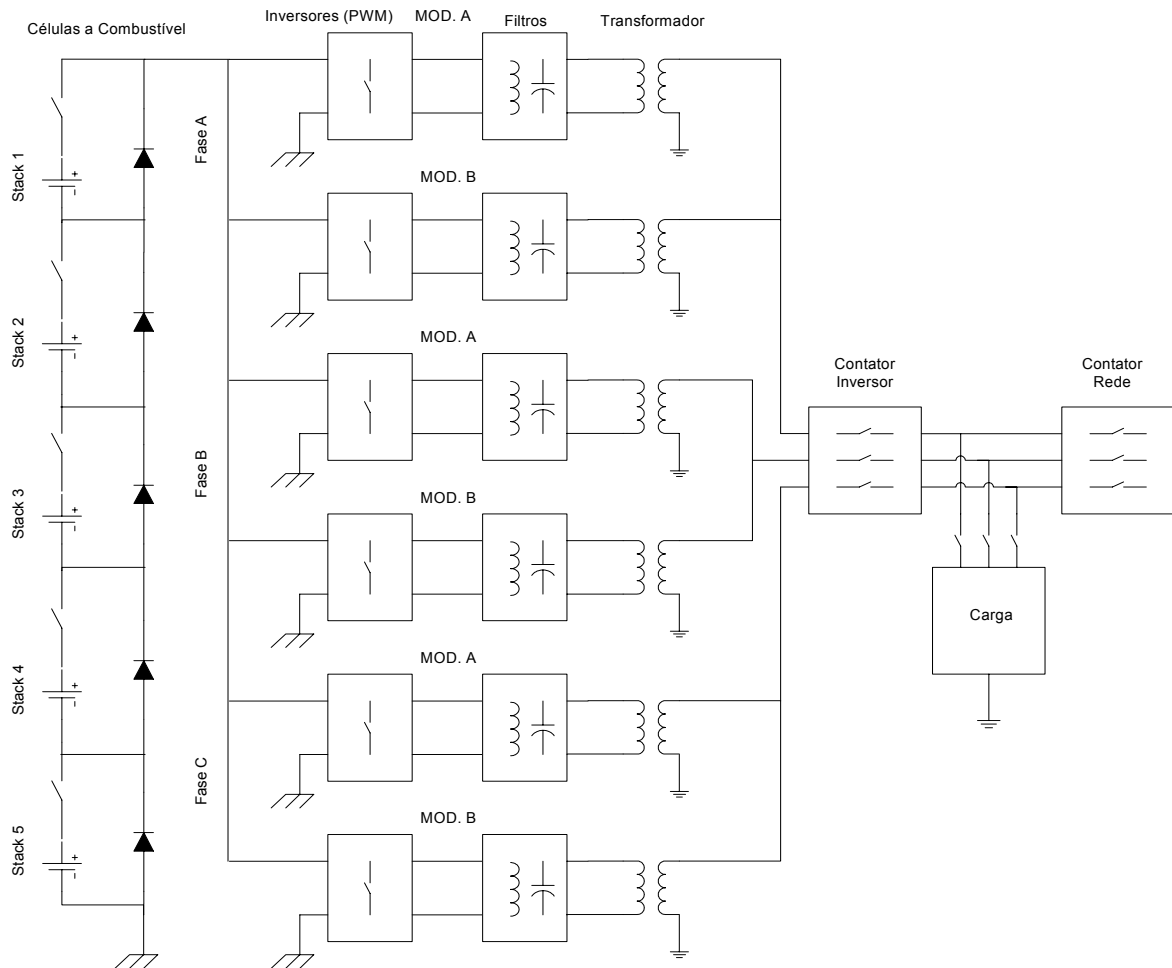 Células a Combustível
Inversores (PWM)
MOD. A
Filtros
Transformador
Stack 1
Fase A
MOD. B
Stack 2
MOD. A
Contator
Inversor
Contator
Rede
Fase B
Stack 3
MOD. B
Carga
MOD. A
Stack 4
Fase C
MOD. B
Stack 5